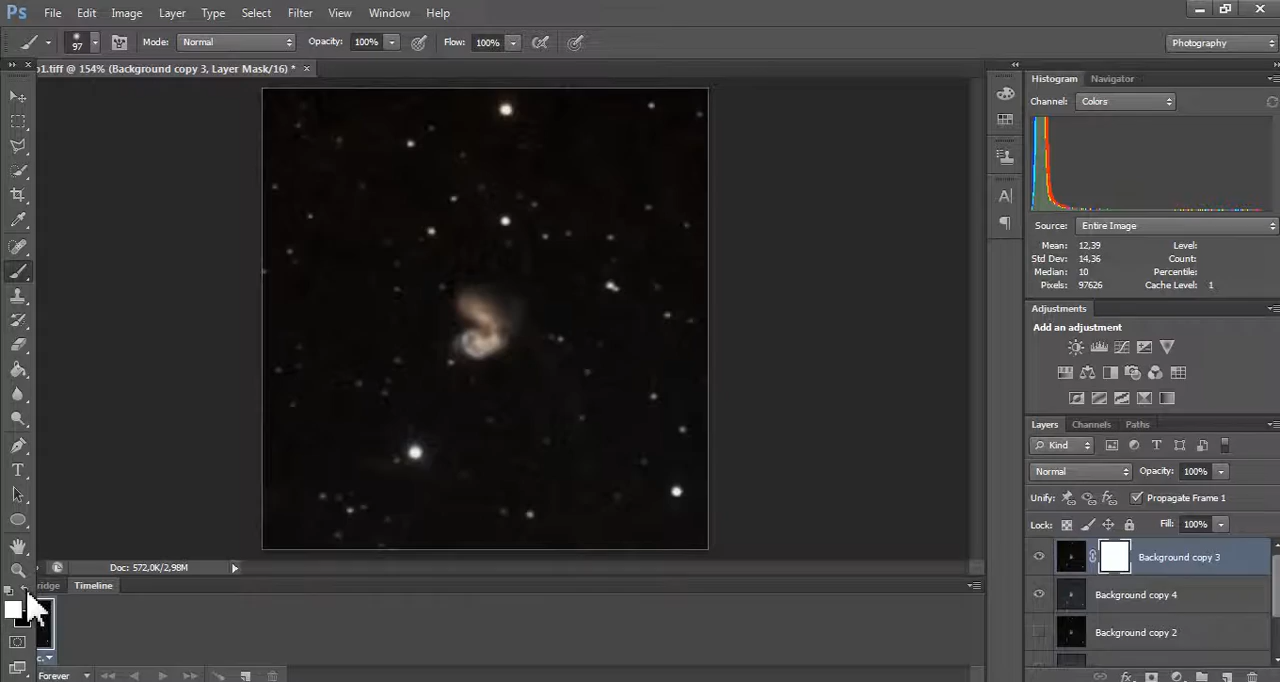 Ps File Edit Image Layer Type Select Filter View Window Help
97 Mode: Normal Opacity: 100% Flow: 100% Photography
o1.tiff @ 154% (Background copy 3, Layer Mask/16) * ×
Histogram Navigator
Channel: Colors
Source: Entire Image
Mean: 12,39 Level:
Std Dev: 14,36 Count:
Median: 10 Percentile:
Pixels: 97626 Cache Level: 1
Adjustments
Add an adjustment
Layers Channels Paths
Kind
Normal Opacity: 100%
Unify: Propagate Frame 1
Lock: Fill: 100%
Background copy 3
Background copy 4
Background copy 2
Doc: 572,0K/2,98M
ridge Timeline
Forever